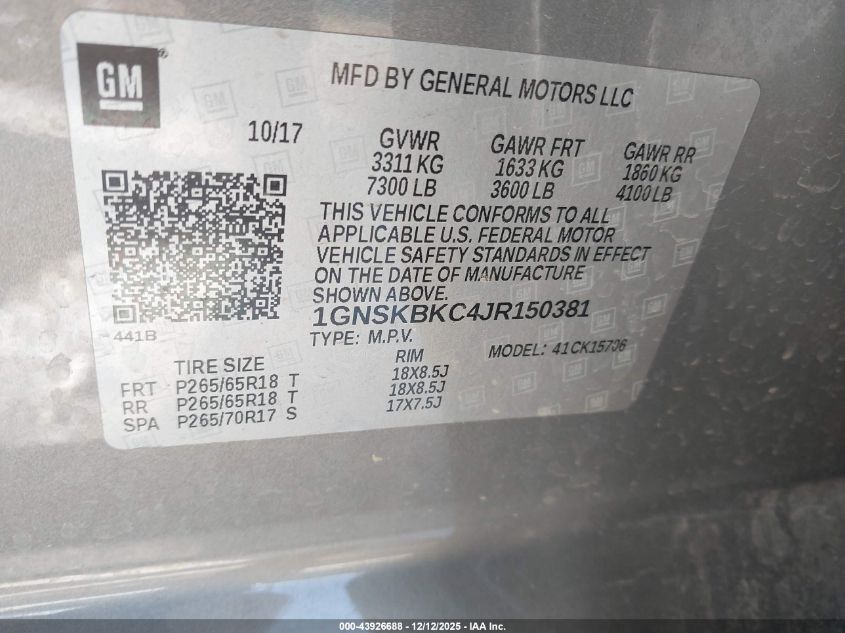 GM®
MFD BY GENERAL MOTORS LLC
10/17
GVWR
3311 KG
7300 LB
GAWR FRT
1633 KG
3600 LB
GAWR RR
1860 KG
4100 LB
THIS VEHICLE CONFORMS TO ALL
APPLICABLE U.S. FEDERAL MOTOR
VEHICLE SAFETY STANDARDS IN EFFECT
ON THE DATE OF MANUFACTURE
SHOWN ABOVE.
441B
1GNSKBKC4JR150381
TYPE: M.P.V.
MODEL: 41CK15706
TIRE SIZE RIM
FRT P265/65R18 T 18X8.5J
RR P265/65R18 T 18X8.5J
SPA P265/70R17 S 17X7.5J
000-43926688 - 12/12/2025 - IAA Inc.